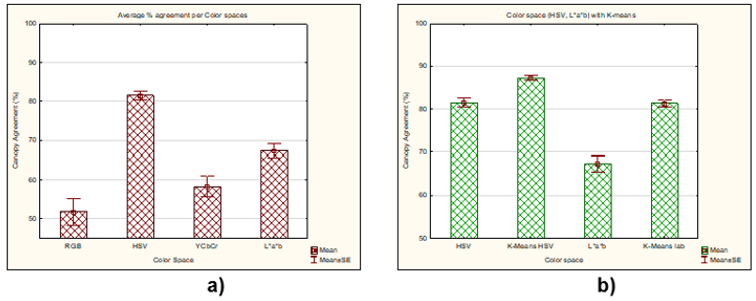 Average % agreement per Color spaces
Canopy Agreement (%)
100
90
80
70
60
50
RGB
HSV
YCbCr
L*a*b
Color Space
Mean
Mean±SE
a)
Color space (HSV, L*a*b) with K-means
Canopy Agreement (%)
100
90
80
70
60
50
HSV
K-Means HSV
L*a*b
K-Means lab
Color space
Mean
Mean±SE
b)